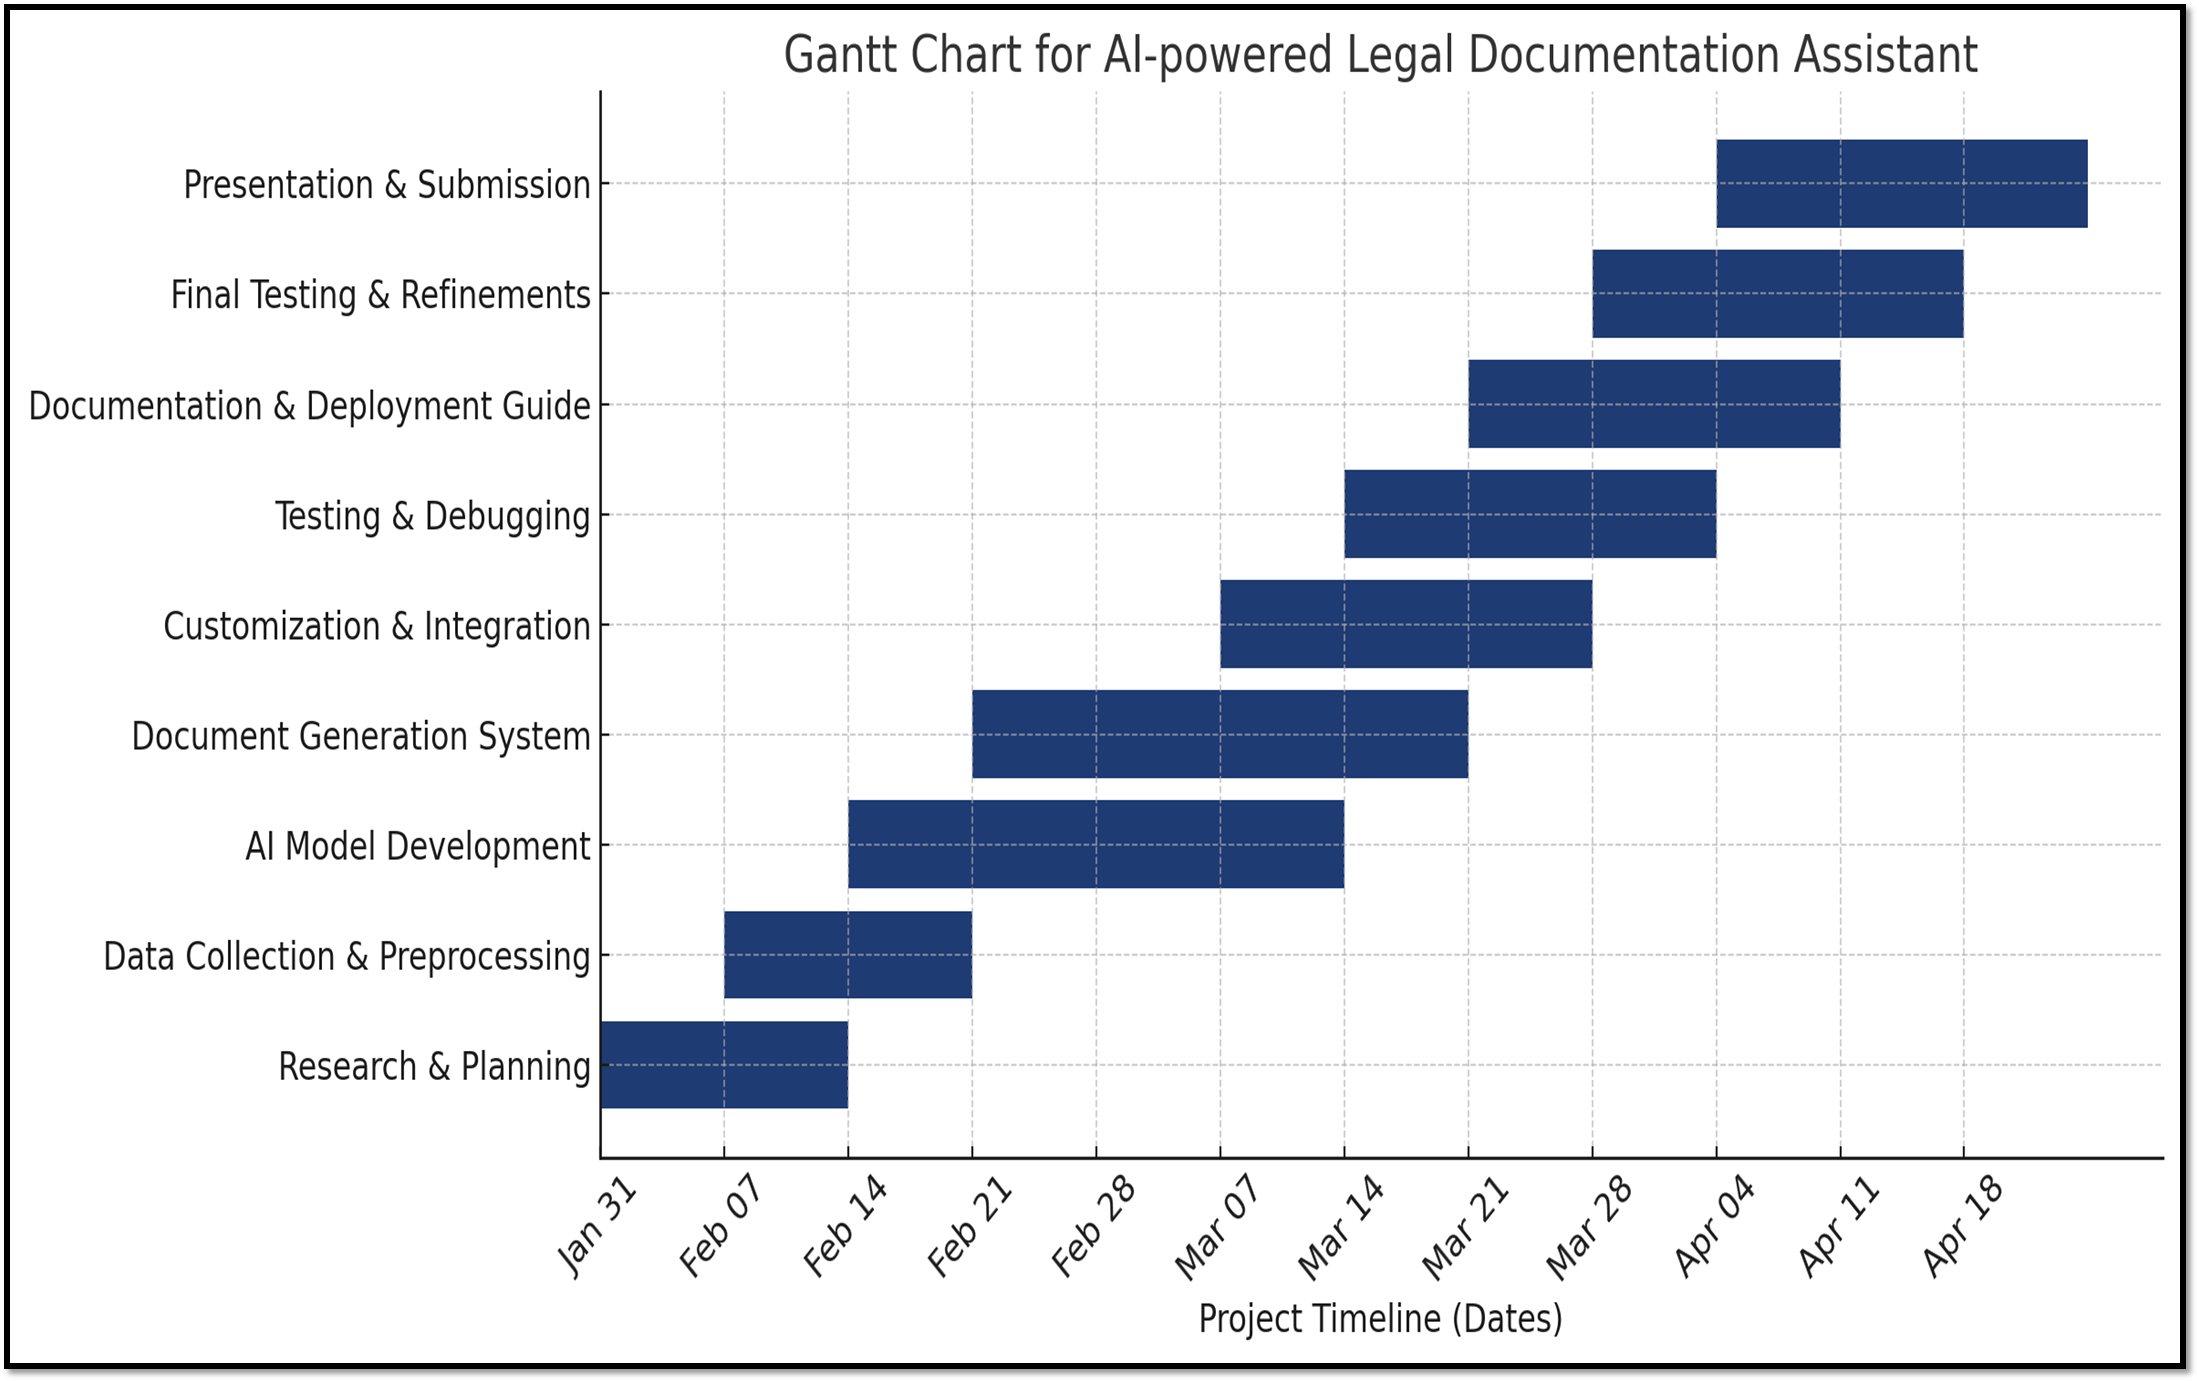 Gantt Chart for AI-powered Legal Documentation Assistant
Presentation & Submission
Final Testing & Refinements
Documentation & Deployment Guide
Testing & Debugging
Customization & Integration
Document Generation System
AI Model Development
Data Collection & Preprocessing
Research & Planning
Jan 31
Feb 07
Feb 14
Feb 21
Feb 28
Mar 07
Mar 14
Mar 21
Mar 28
Apr 04
Apr 11
Apr 18
Project Timeline (Dates)